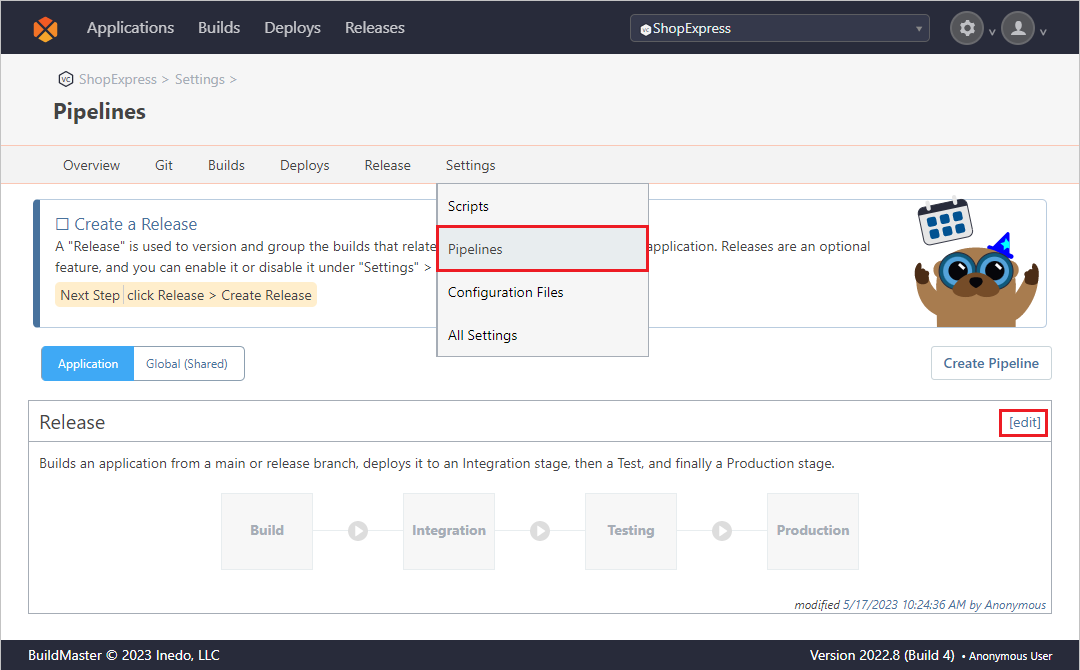 Applications Builds Deploys Releases ShopExpress
ShopExpress > Settings >
Pipelines
Overview Git Builds Deploys Release Settings
Scripts
Pipelines
Configuration Files
All Settings
Create a Release
A "Release" is used to version and group the builds that relate application. Releases are an optional
feature, and you can enable it or disable it under "Settings" >
Next Step click Release > Create Release
Application Global (Shared) Create Pipeline
Release [edit]
Builds an application from a main or release branch, deploys it to an Integration stage, then a Test, and finally a Production stage.
Build Integration Testing Production
modified 5/17/2023 10:24:36 AM by Anonymous
BuildMaster © 2023 Inedo, LLC Version 2022.8 (Build 4) • Anonymous User